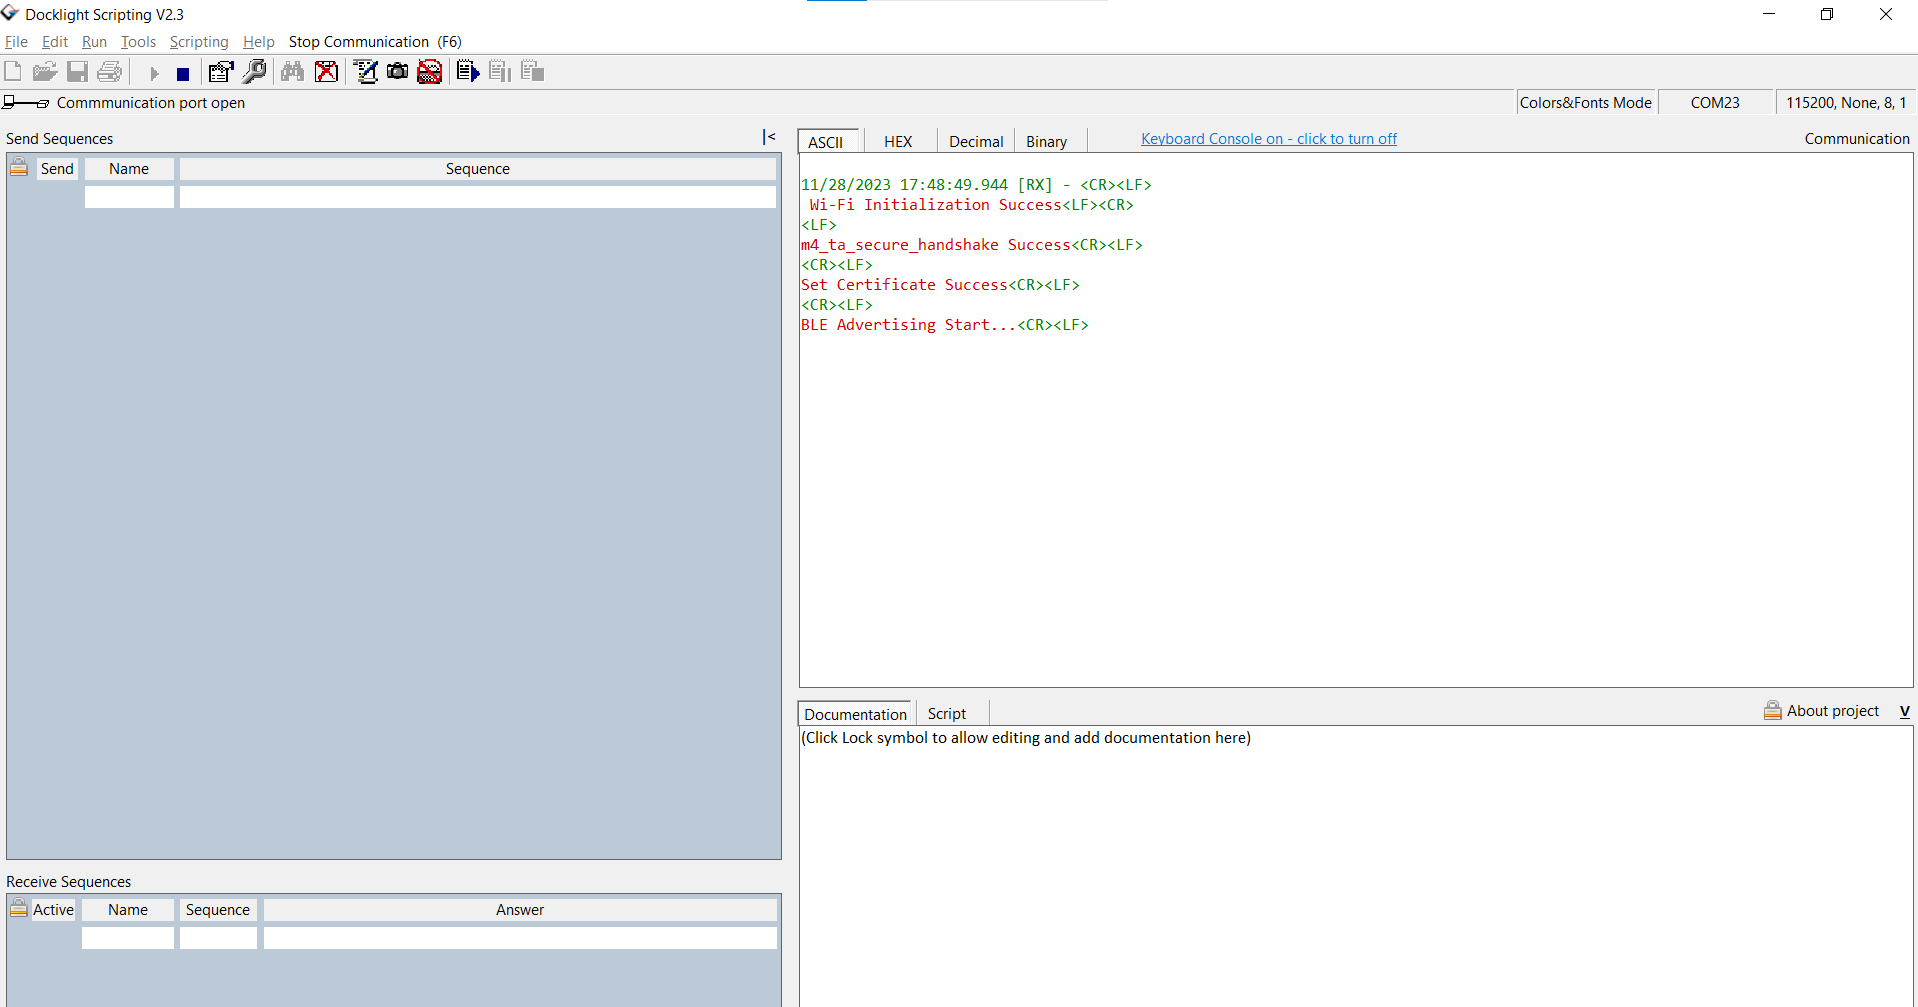 Docklight Scripting V2.3
File Edit Run Tools Scripting Help Stop Communication (F6)
Commmunication port open
Colors&Fonts Mode
COM23
115200, None, 8, 1
Send Sequences
|<
Send Name Sequence
Receive Sequences
Active Name Sequence Answer
ASCII HEX Decimal Binary
Keyboard Console on - click to turn off
Communication
11/28/2023 17:48:49.944 [RX] - <CR><LF>
Wi-Fi Initialization Success<LF><CR>
<LF>
m4_ta_secure_handshake Success<CR><LF>
<CR><LF>
Set Certificate Success<CR><LF>
<CR><LF>
BLE Advertising Start...<CR><LF>
Documentation Script
About project V
(Click Lock symbol to allow editing and add documentation here)